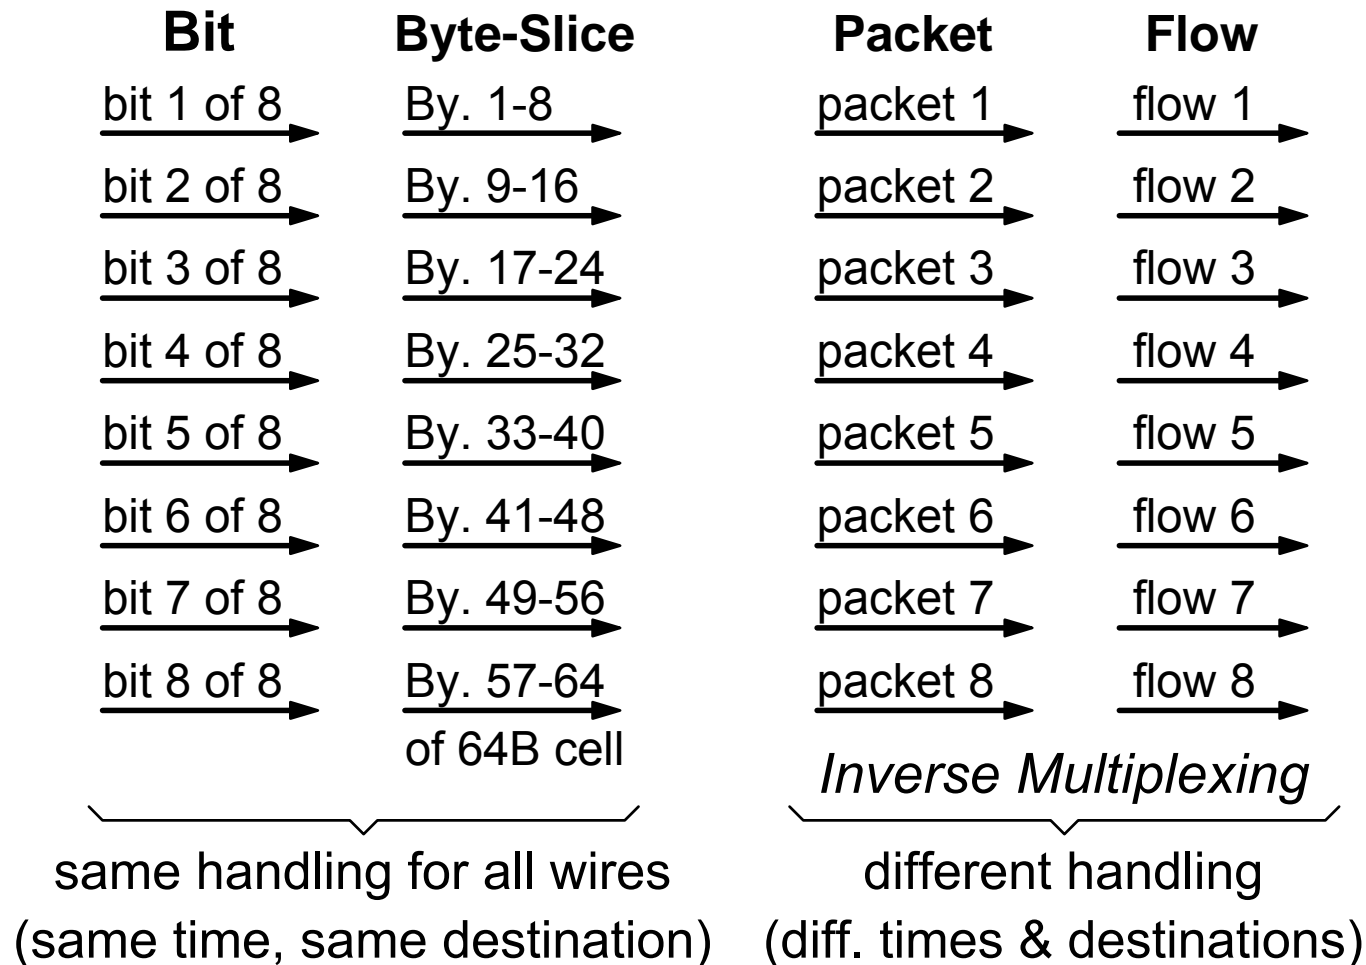 Bit
bit 1 of 8
bit 2 of 8
bit 3 of 8
bit 4 of 8
bit 5 of 8
bit 6 of 8
bit 7 of 8
bit 8 of 8
Byte-Slice
By. 1-8
By. 9-16
By. 17-24
By. 25-32
By. 33-40
By. 41-48
By. 49-56
By. 57-64
of 64B cell
same handling for all wires
(same time, same destination)
Packet
packet 1
packet 2
packet 3
packet 4
packet 5
packet 6
packet 7
packet 8
Flow
flow 1
flow 2
flow 3
flow 4
flow 5
flow 6
flow 7
flow 8
Inverse Multiplexing
different handling
(diff. times & destinations)